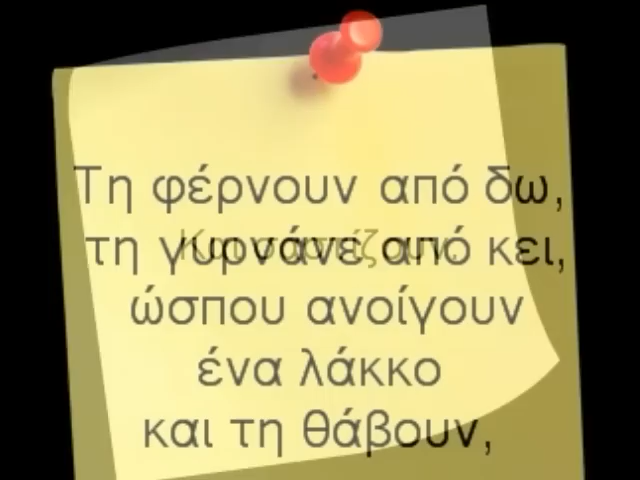 Τη φέρνουν από δω,
τη γυρνάνε από κει,
ώσπου ανοίγουν
ένα λάκκο
και τη θάβουν,